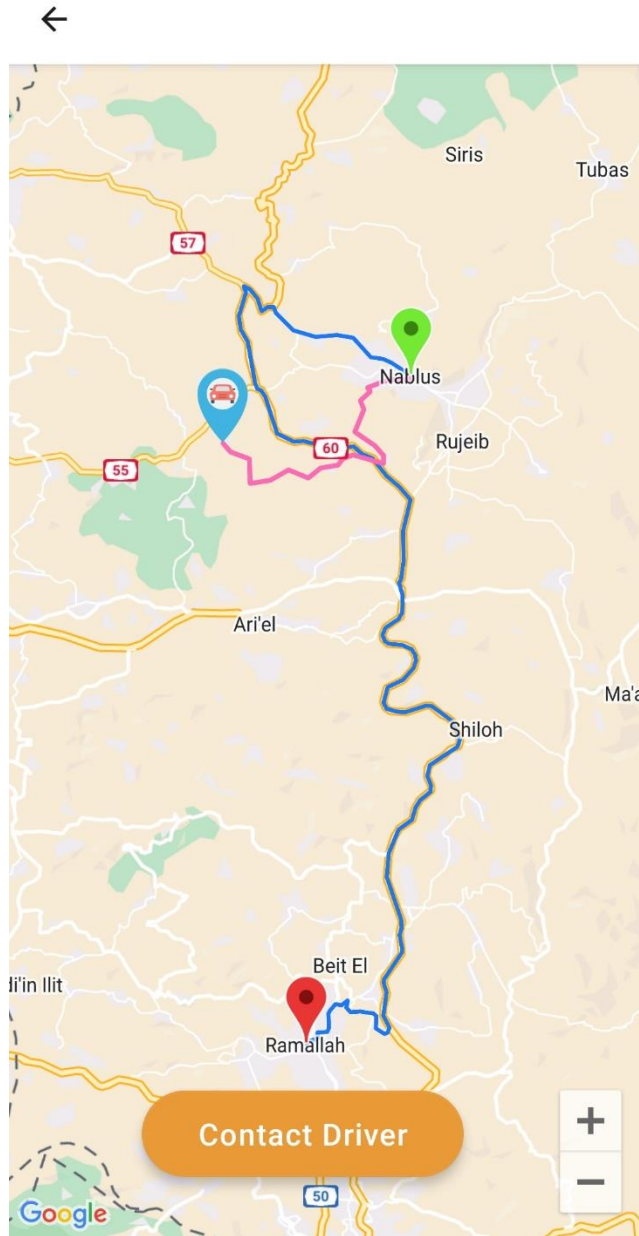 Siris
Tubas
57
Nablus
Rujeib
60
55
Ari'el
Ma'a
Shiloh
Beit El
di'in Ilit
Ramallah
Contact Driver
+
−
50
Google